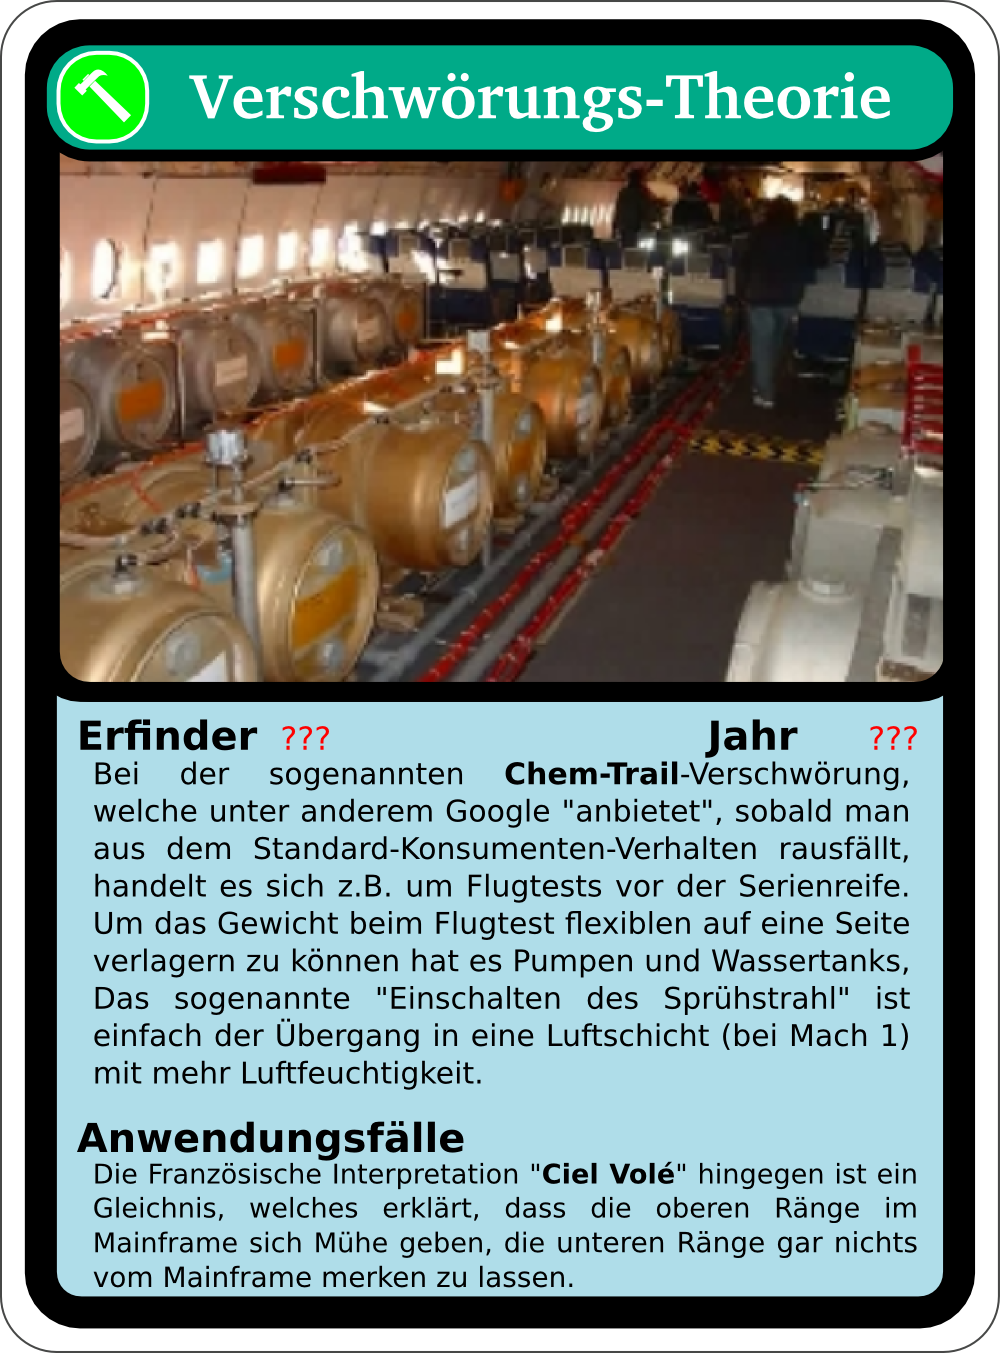 Verschwörungs-Theorie
Erfinder ??? Jahr ???
Bei der sogenannten Chem-Trail-Verschwörung,
welche unter anderem Google "anbietet", sobald man
aus dem Standard-Konsumenten-Verhalten rausfällt,
handelt es sich z.B. um Flugtests vor der Serienreife.
Um das Gewicht beim Flugtest flexiblen auf eine Seite
verlagern zu können hat es Pumpen und Wassertanks,
Das sogenannte "Einschalten des Sprühstrahl" ist
einfach der Übergang in eine Luftschicht (bei Mach 1)
mit mehr Luftfeuchtigkeit.
Anwendungsfälle
Die Französische Interpretation "Ciel Volé" hingegen ist ein
Gleichnis, welches erklärt, dass die oberen Ränge im
Mainframe sich Mühe geben, die unteren Ränge gar nichts
vom Mainframe merken zu lassen.